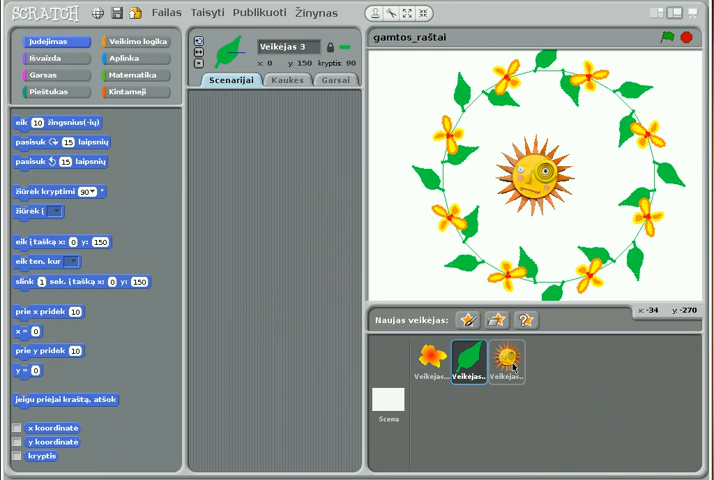 SCRATCH Failas Taisyti Publikuoti Žinynas
Judėjimas Veikimo logika
Išvaizda Aplinka
Garsas Matematika
Pieštukas Kintamieji
Veikėjas 3
x: 0 y: 150 kryptis: 90
Scenarijai Kaukės Garsai
eik 10 žingsnius(-ių)
pasisuk 15 laipsnių
pasisuk 15 laipsnių
žiūrėk kryptimi 90
žiūrėk į
eik į tašką x: 0 y: 150
eik ten, kur
slink 1 sek. į tašką x: 0 y: 150
prie x pridėk 10
x = 0
prie y pridėk 10
y = 0
jeigu priėjai kraštą, atšok
x koordinatė
y koordinatė
kryptis
gamtos_raštai
x: -34 y: -270
Naujas veikėjas:
Veikėjas... Veikėjas... Veikėjas...
Scena